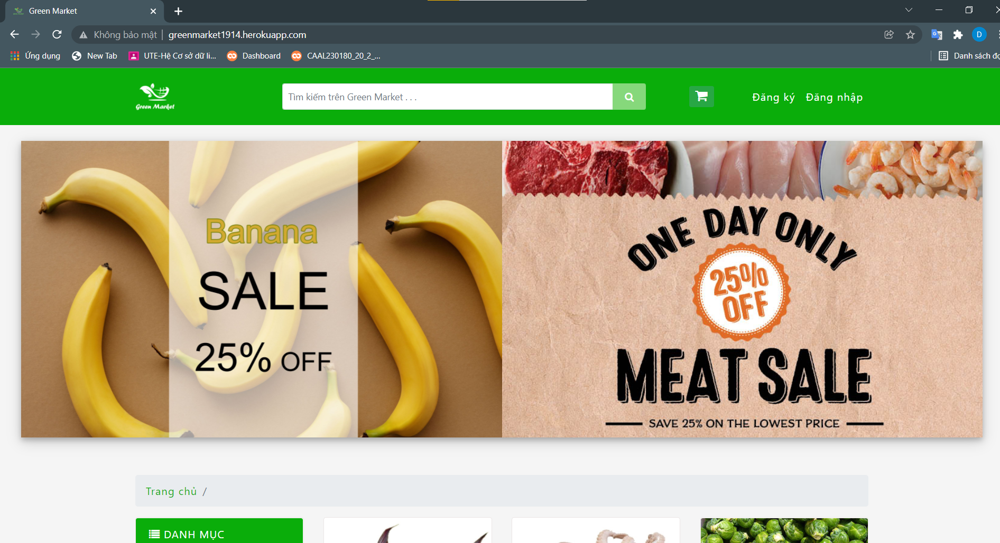 Green Market
Không bảo mật
greenmarket1914.herokuapp.com
D
Ứng dụng
New Tab
UTE-Hệ Cơ sở dữ li...
Dashboard
CAAL230180_20_2_...
Danh sách đọ
Green Market
Tìm kiếm trên Green Market . . .
Đăng ký
Đăng nhập
Banana
SALE
25% OFF
ONE DAY ONLY
25%
OFF
MEAT SALE
SAVE 25% ON THE LOWEST PRICE
Trang chủ /
DANH MỤC